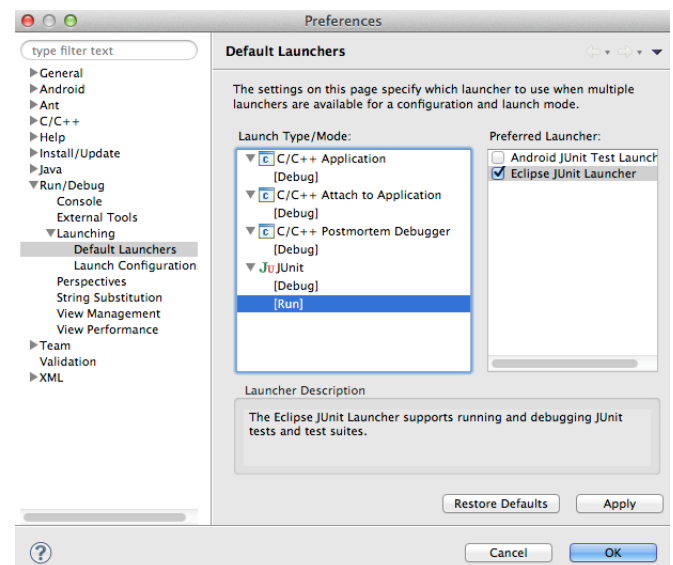 Preferences
type filter text
General
Android
Ant
C/C++
Help
Install/Update
Java
Run/Debug
Console
External Tools
Launching
Default Launchers
Launch Configuration
Perspectives
String Substitution
View Management
View Performance
Team
Validation
XML
Default Launchers
The settings on this page specify which launcher to use when multiple
launchers are available for a configuration and launch mode.
Launch Type/Mode:
C C/C++ Application
[Debug]
C C/C++ Attach to Application
[Debug]
C C/C++ Postmortem Debugger
[Debug]
Ju JUnit
[Debug]
[Run]
Preferred Launcher:
Android JUnit Test Launch
Eclipse JUnit Launcher
Launcher Description
The Eclipse JUnit Launcher supports running and debugging JUnit
tests and test suites.
Restore Defaults
Apply
?
Cancel
OK